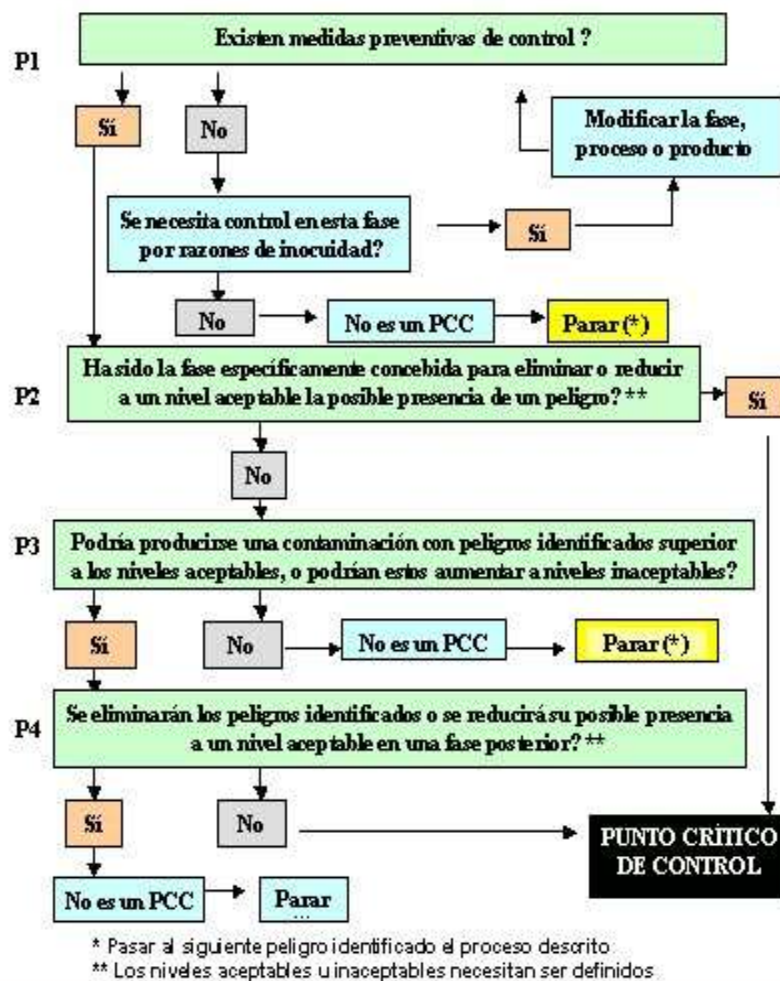 P1
Existen medidas preventivas de control ?
Sí
No
Modificar la fase,
proceso o producto
Se necesita control en esta fase
por razones de inocuidad?
Sí
No
No es un PCC
Parar (*)
P2
Ha sido la fase específicamente concebida para eliminar o reducir
a un nivel aceptable la posible presencia de un peligro? **
Sí
No
P3
Podría producirse una contaminación con peligros identificados superior
a los niveles aceptables, o podrían estos aumentar a niveles inaceptables?
Sí
No
No es un PCC
Parar (*)
P4
Se eliminarán los peligros identificados o se reducirá su posible presencia
a un nivel aceptable en una fase posterior? **
Sí
No
PUNTO CRÍTICO
DE CONTROL
No es un PCC
Parar
...
* Pasar al siguiente peligro identificado el proceso descrito
** Los niveles aceptables u inaceptables necesitan ser definidos